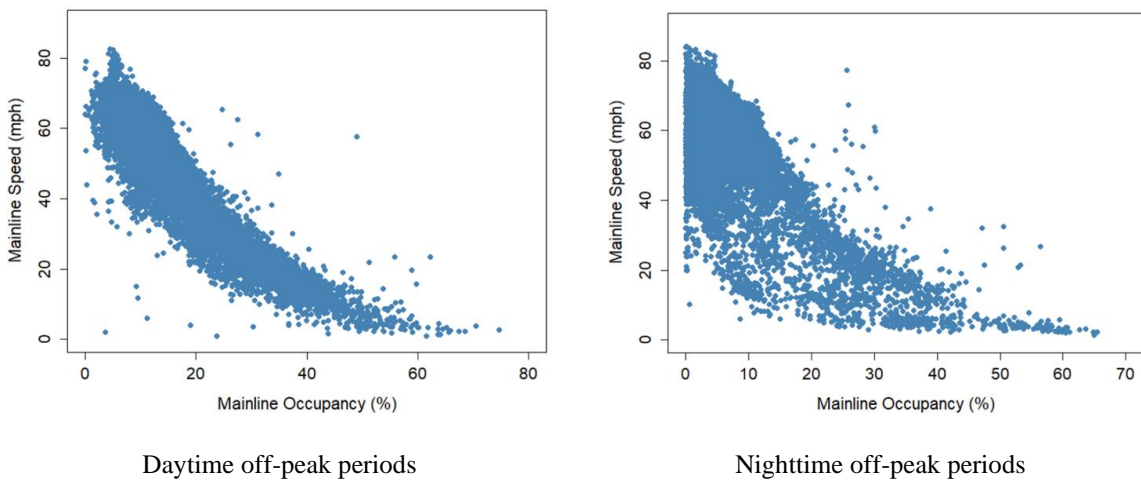 80
60
40
20
0
Mainline Speed (mph)
0 20 40 60 80
Mainline Occupancy (%)
Daytime off-peak periods
80
60
40
20
0
Mainline Speed (mph)
0 10 20 30 40 50 60 70
Mainline Occupancy (%)
Nighttime off-peak periods